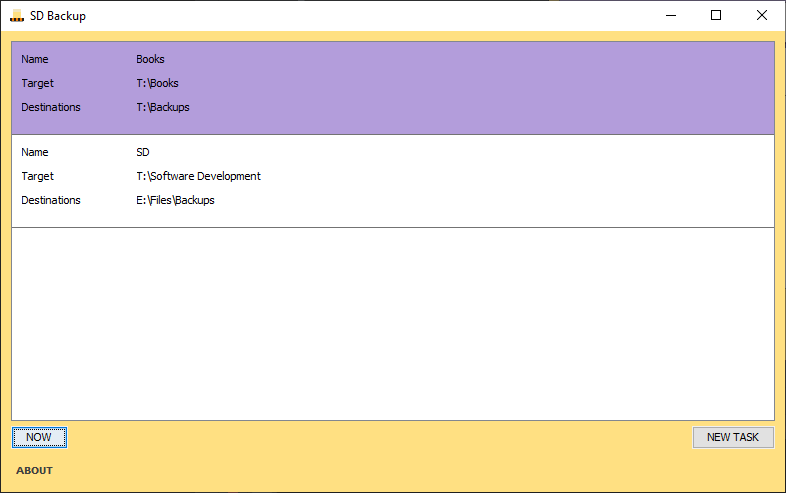 SD Backup
Name Books
Target T:\Books
Destinations T:\Backups
Name SD
Target T:\Software Development
Destinations E:\Files\Backups
NOW NEW TASK
ABOUT